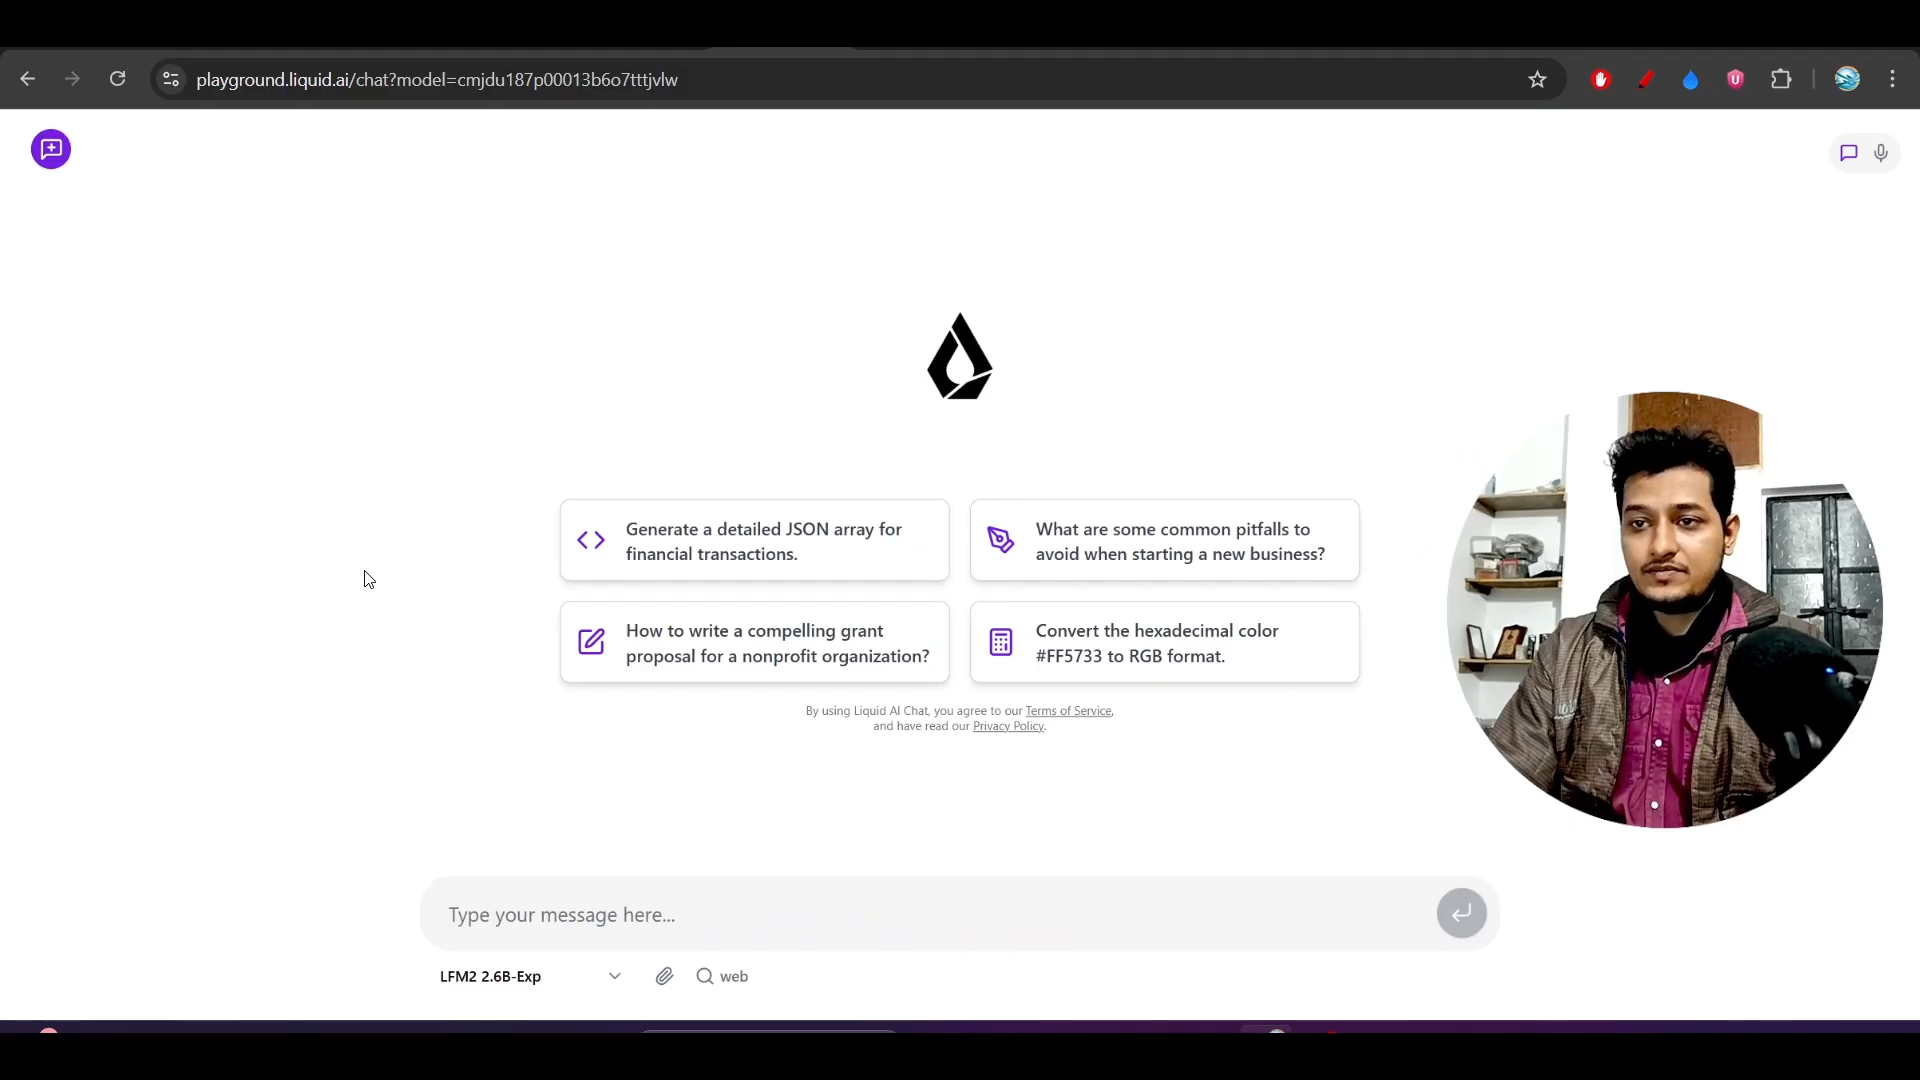 playground.liquid.ai/chat?model=cmjdu187p00013b6o7tttjvlw
Generate a detailed JSON array for
financial transactions.
What are some common pitfalls to
avoid when starting a new business?
How to write a compelling grant
proposal for a nonprofit organization?
Convert the hexadecimal color
#FF5733 to RGB format.
By using Liquid AI Chat, you agree to our Terms of Service,
and have read our Privacy Policy.
Type your message here...
LFM2 2.6B-Exp
web